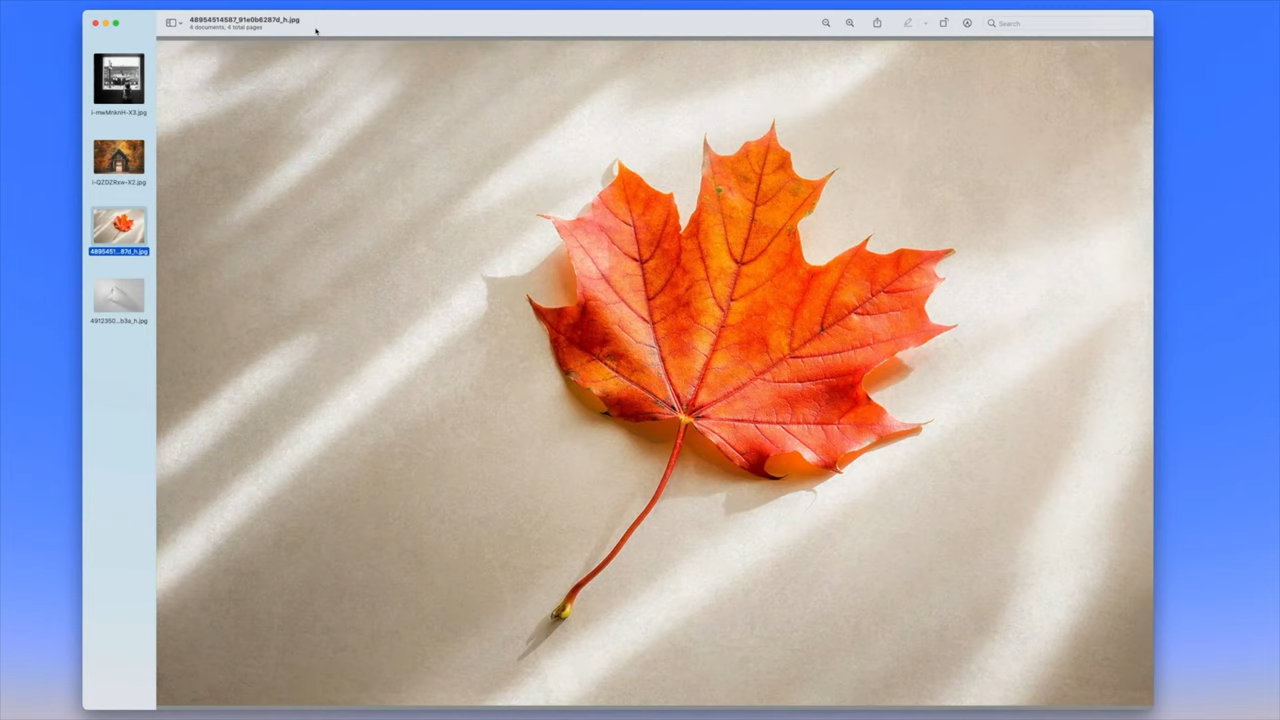 48954514587_91e0b6287d_h.jpg
4 documents, 4 total pages
Search
i-mwMnknH-X3.jpg
i-QZDZRxw-X2.jpg
4895451...87d_h.jpg
4912350...b3a_h.jpg